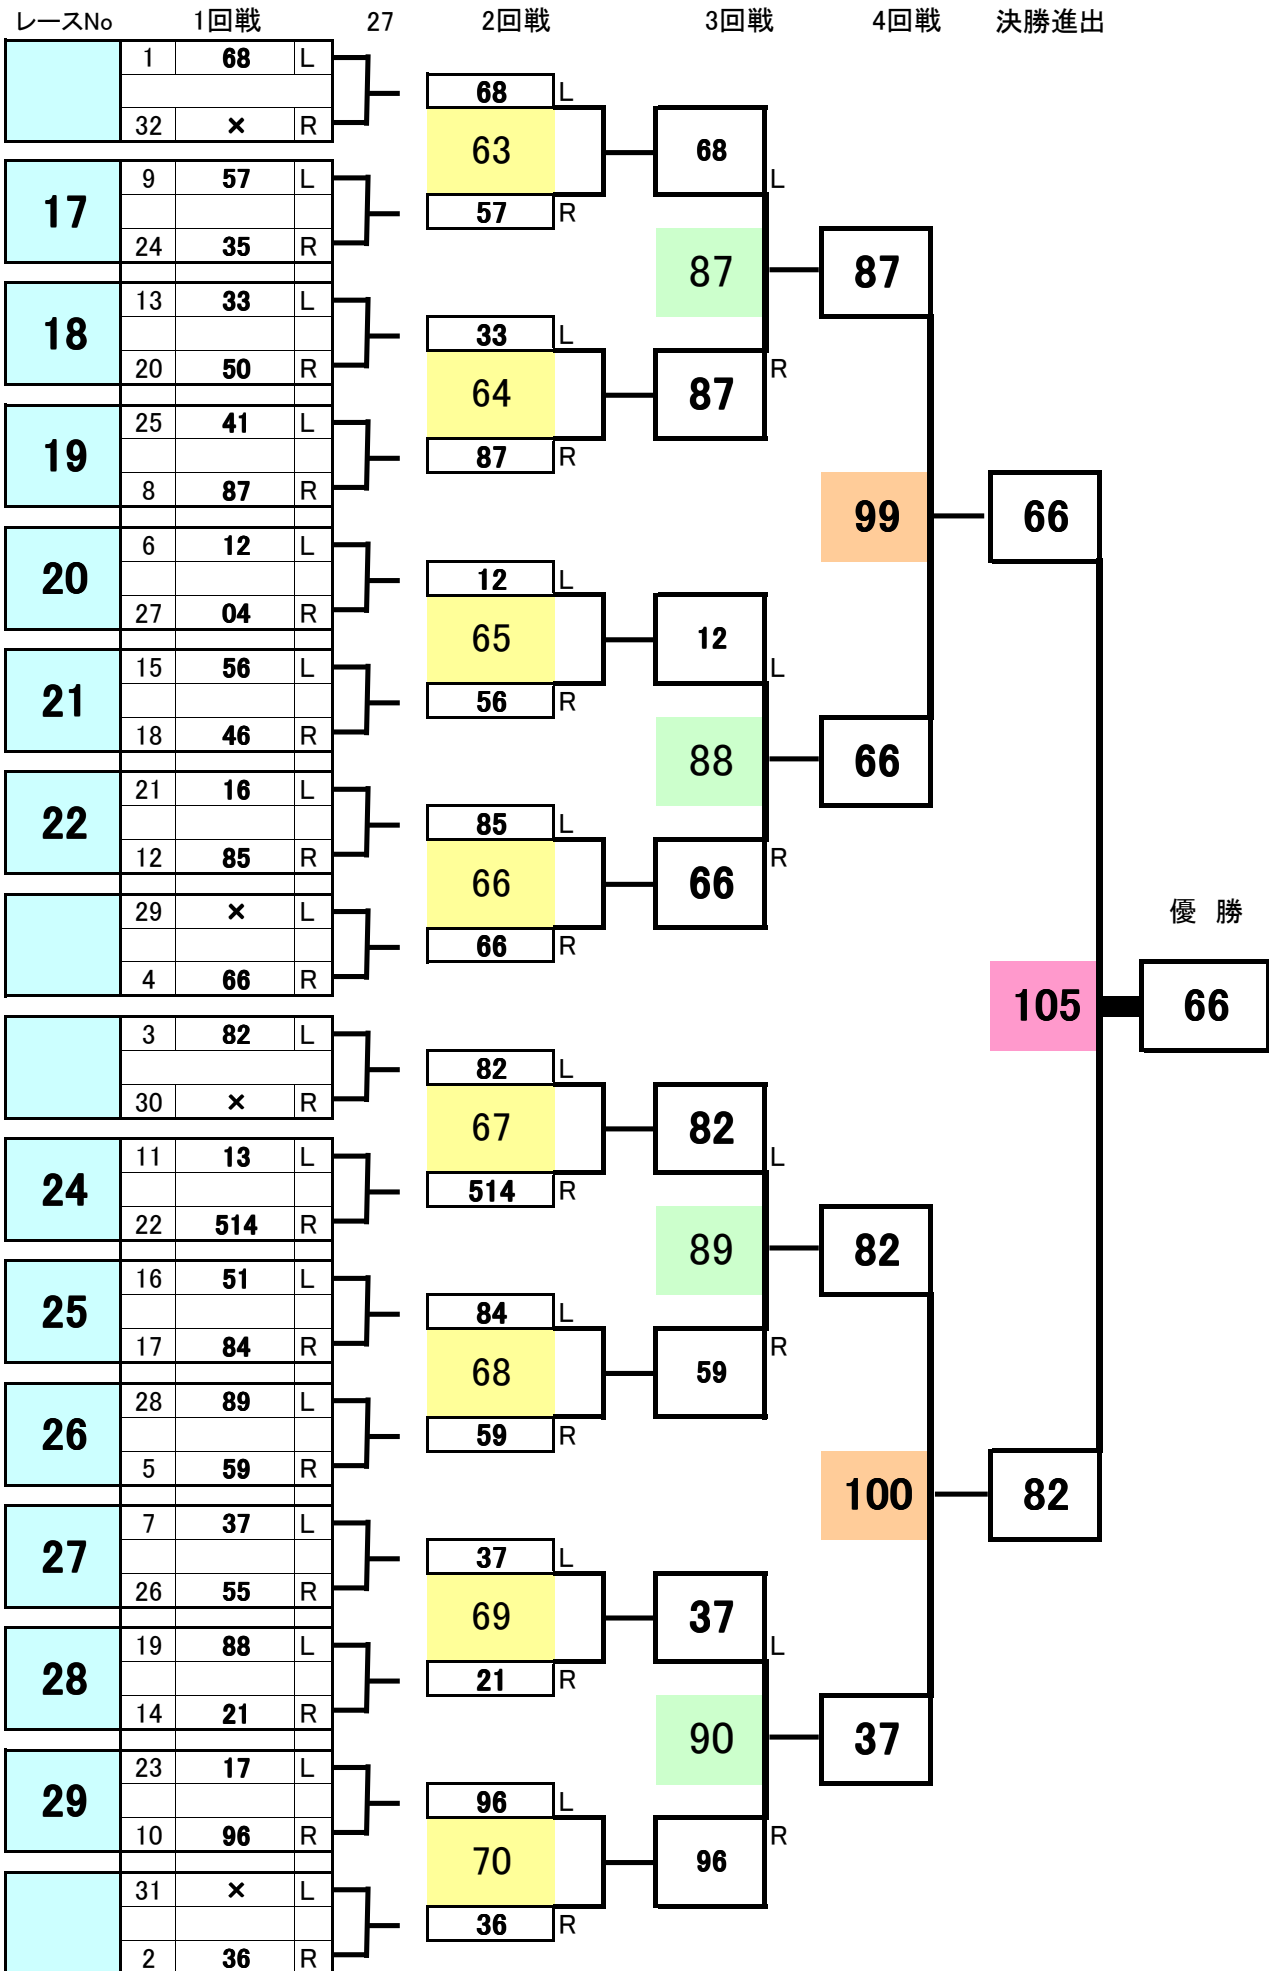 レースNo 1回戦 27 2回戦 3回戦 4回戦 決勝進出
1 68 L
68 L
32 × R
63 68
9 57 L
L
17
57 R
24 35 R
87 87
13 33 L
18
33 L
20 50 R
R
64 87
25 41 L
19
87 R
8 87 R
99 66
6 12 L
20
12 L
27 04 R
65 12
15 56 L
L
21
56 R
18 46 R
88 66
21 16 L
22
85 L
12 85 R
R
66 66
29 × L
優 勝
66 R
4 66 R
105 66
3 82 L
82 L
30 × R
67 82
11 13 L
L
24
514 R
22 514 R
89 82
16 51 L
25
84 L
17 84 R
R
68 59
28 89 L
26
59 R
5 59 R
100 82
7 37 L
27
37 L
26 55 R
69 37
19 88 L
L
28
21 R
14 21 R
90 37
23 17 L
29
96 L
10 96 R
R
70 96
31 × L
36 R
2 36 R